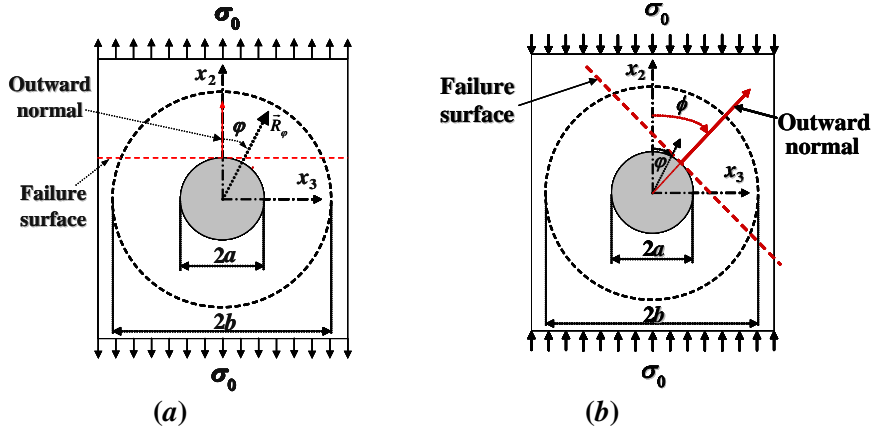 σ₀
x₂
Outward
normal
φ
R⃗φ
x₃
Failure
surface
2a
2b
σ₀
(a)
σ₀
x₂
Failure
surface
ϕ
Outward
normal
φ
x₃
2a
2b
σ₀
(b)